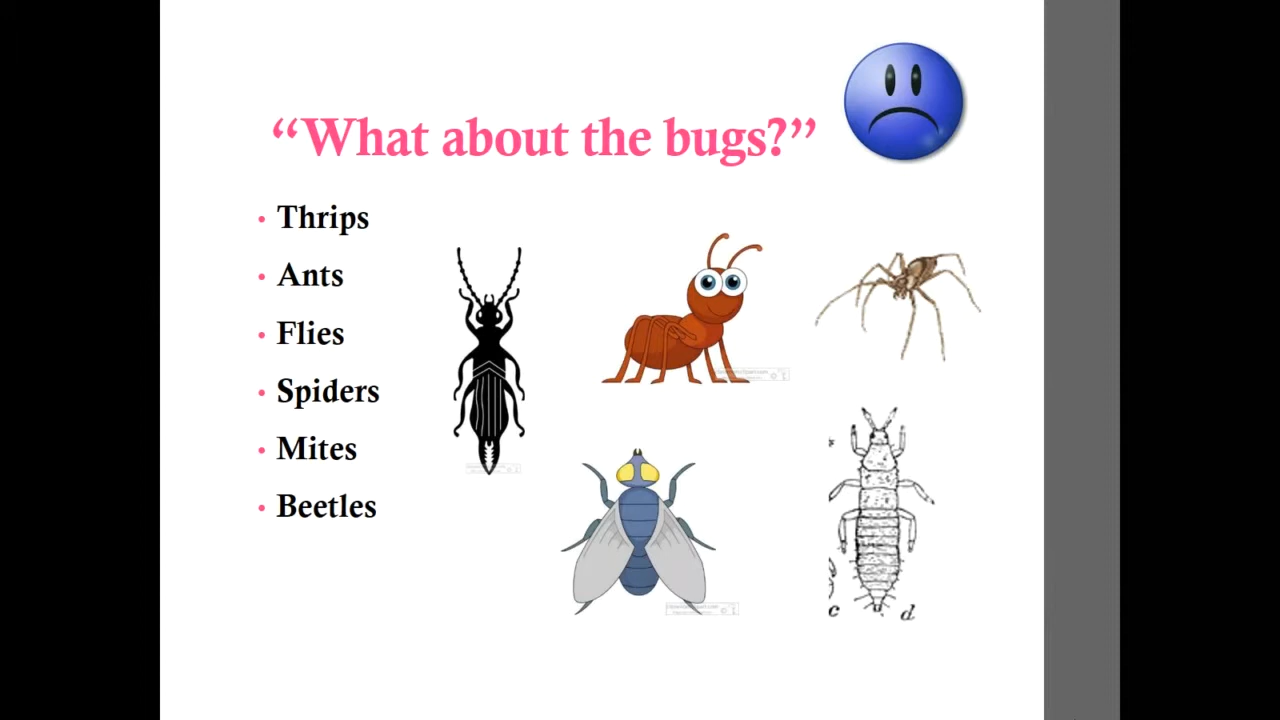 “What about the bugs?”
• Thrips
• Ants
• Flies
• Spiders
• Mites
• Beetles
c
d